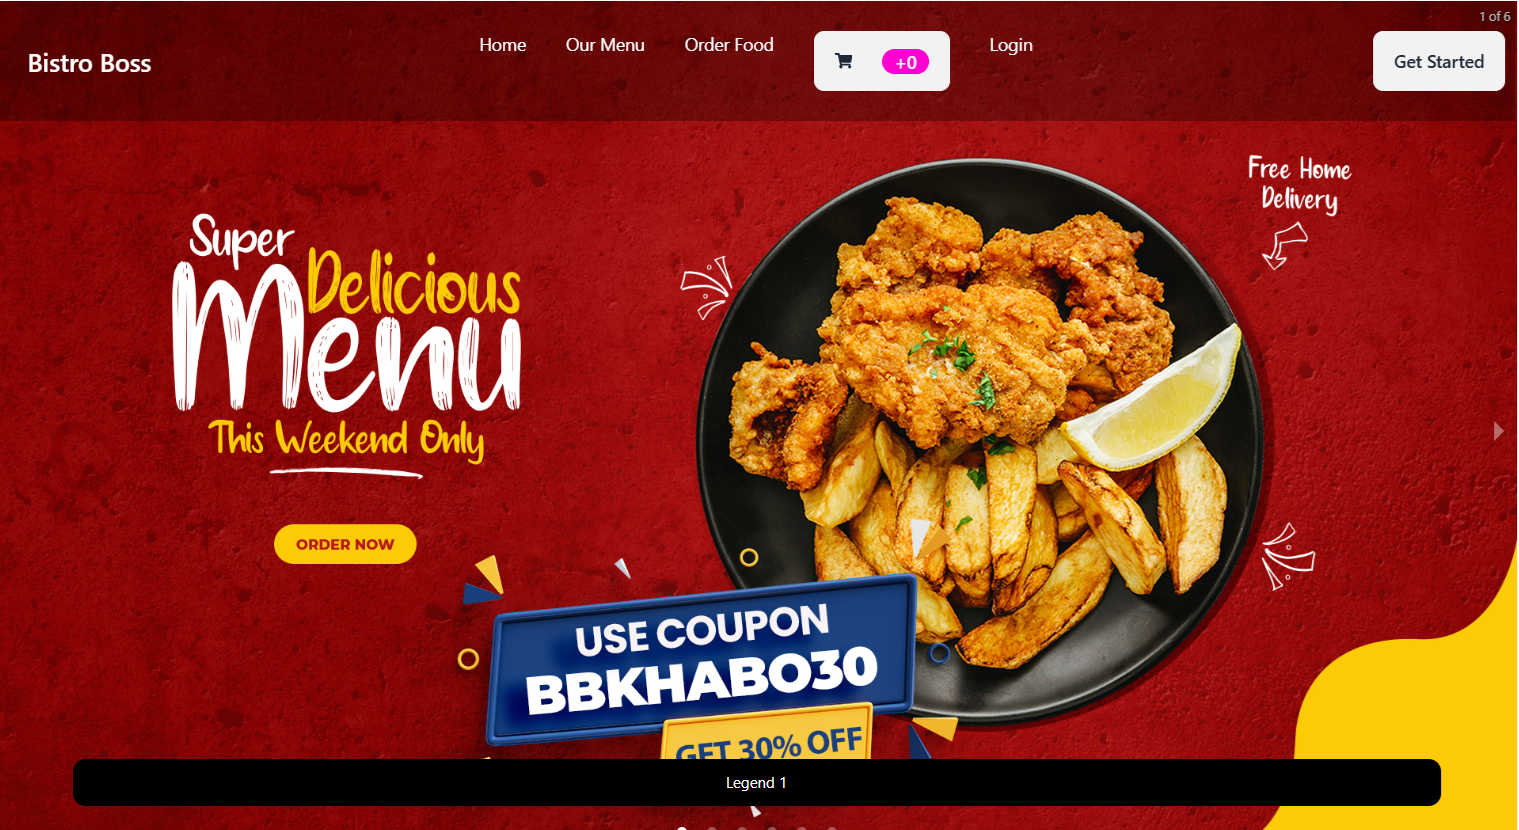 1 of 6
Bistro Boss
Home
Our Menu
Order Food
+0
Login
Get Started
Free Home
Delivery
Super
Delicious
Menu
This Weekend Only
ORDER NOW
USE COUPON
BBKHABO30
GET 30% OFF
Legend 1